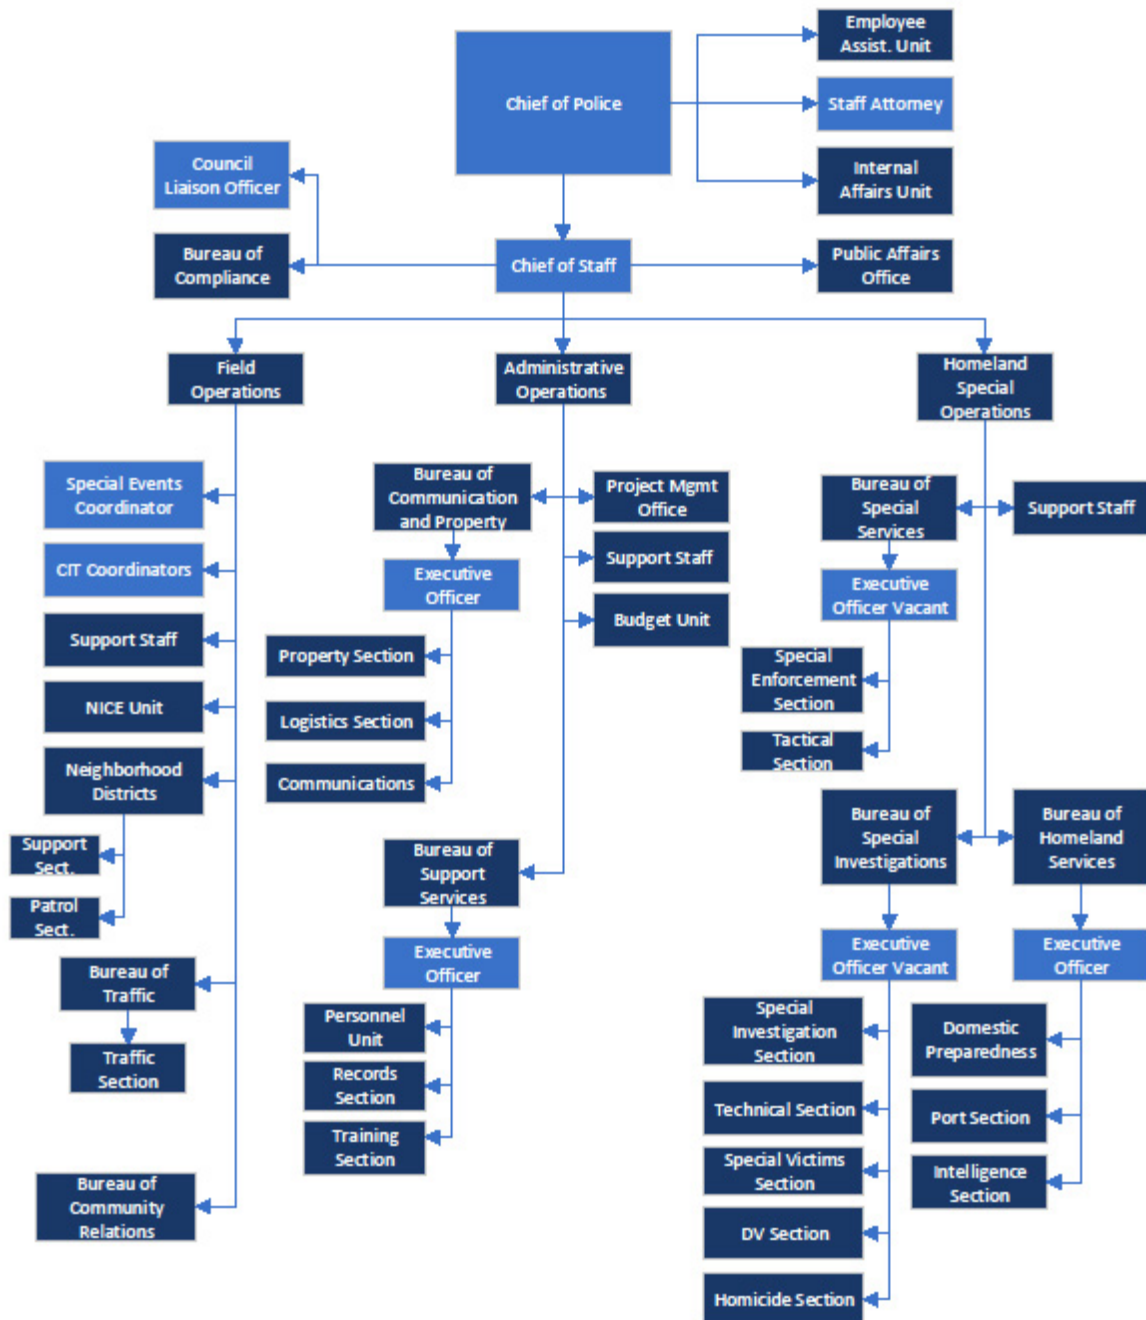 Employee
Assist. Unit
Chief of Police
Staff Attorney
Council
Liaison Officer
Internal
Affairs Unit
Bureau of
Compliance
Chief of Staff
Public Affairs
Office
Field
Operations
Administrative
Operations
Homeland
Special
Operations
Special Events
Coordinator
CIT Coordinators
Support Staff
NICE Unit
Neighborhood
Districts
Support
Sect.
Patrol
Sect.
Bureau of
Traffic
Traffic
Section
Bureau of
Community
Relations
Bureau of
Communication
and Property
Project Mgmt
Office
Executive
Officer
Support Staff
Budget Unit
Property Section
Logistics Section
Communications
Bureau of
Support
Services
Executive
Officer
Personnel
Unit
Records
Section
Training
Section
Bureau of
Special
Services
Support Staff
Executive
Officer Vacant
Special
Enforcement
Section
Tactical
Section
Bureau of
Special
Investigations
Bureau of
Homeland
Services
Executive
Officer Vacant
Executive
Officer
Special
Investigation
Section
Technical Section
Special Victims
Section
DV Section
Homicide Section
Domestic
Preparedness
Port Section
Intelligence
Section